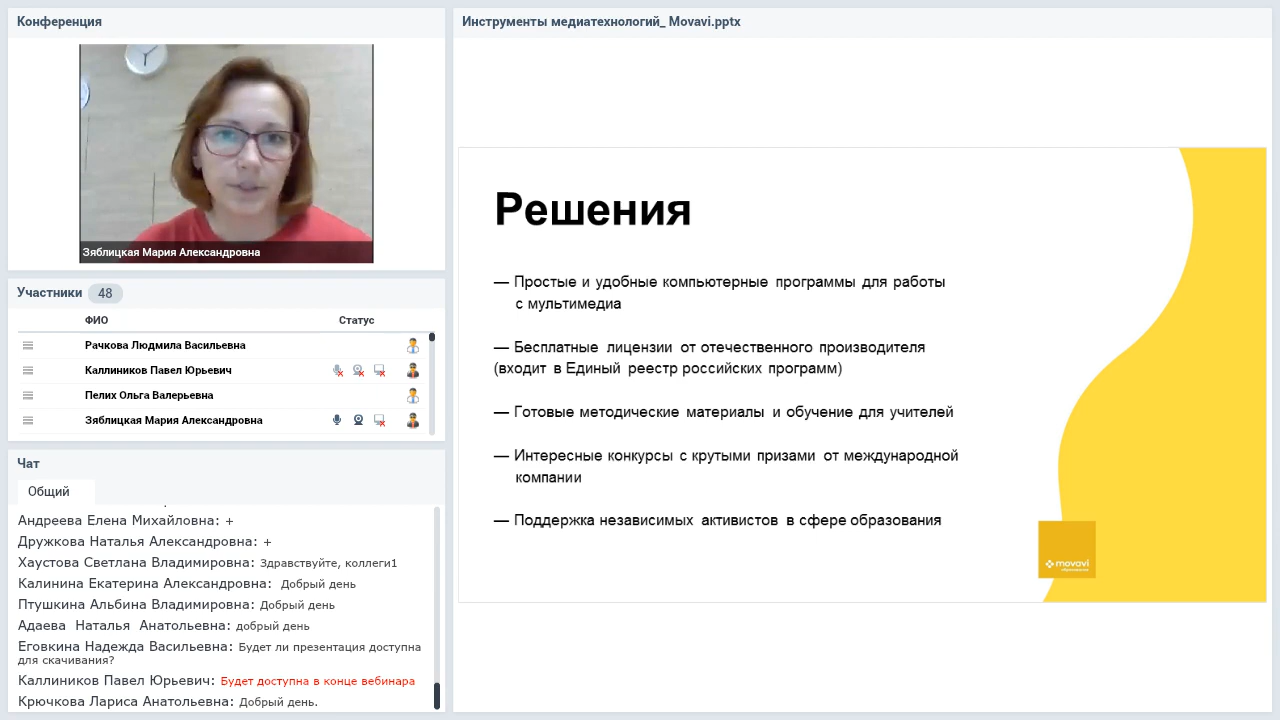 Конференция
Зяблицкая Мария Александровна
Участники 48
ФИО Статус
Рачкова Людмила Васильевна
Каллиников Павел Юрьевич
Пелих Ольга Валерьевна
Зяблицкая Мария Александровна
Чат
Общий
Андреева Елена Михайловна: +
Дружкова Наталья Александровна: +
Хаустова Светлана Владимировна: Здравствуйте, коллеги1
Калинина Екатерина Александровна: Добрый день
Птушкина Альбина Владимировна: Добрый день
Адаева Наталья Анатольевна: добрый день
Еговкина Надежда Васильевна: Будет ли презентация доступна
для скачивания?
Каллиников Павел Юрьевич: Будет доступна в конце вебинара
Крючкова Лариса Анатольевна: Добрый день.
Инструменты медиатехнологий_ Movavi.pptx
Решения
— Простые и удобные компьютерные программы для работы
с мультимедиа
— Бесплатные лицензии от отечественного производителя
(входит в Единый реестр российских программ)
— Готовые методические материалы и обучение для учителей
— Интересные конкурсы с крутыми призами от международной
компании
— Поддержка независимых активистов в сфере образования
movavi